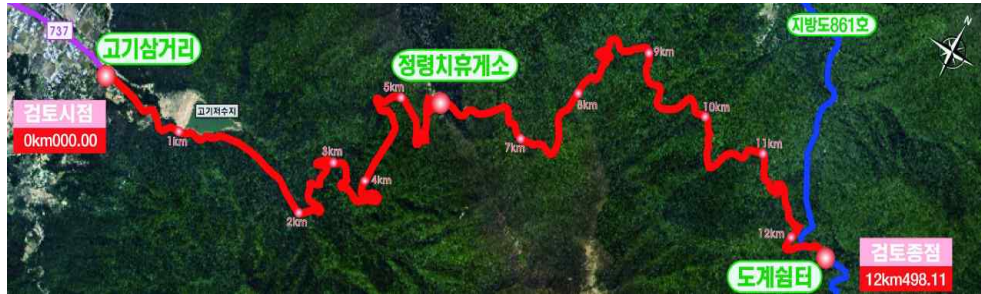 737
고기삼거리
지방도861호
N
정령치휴게소
9km
5km
8km
검토시점
0km000.00
고기저수지
10km
1km
7km
11km
3km
4km
2km
12km
검토종점
12km498.11
도계쉼터